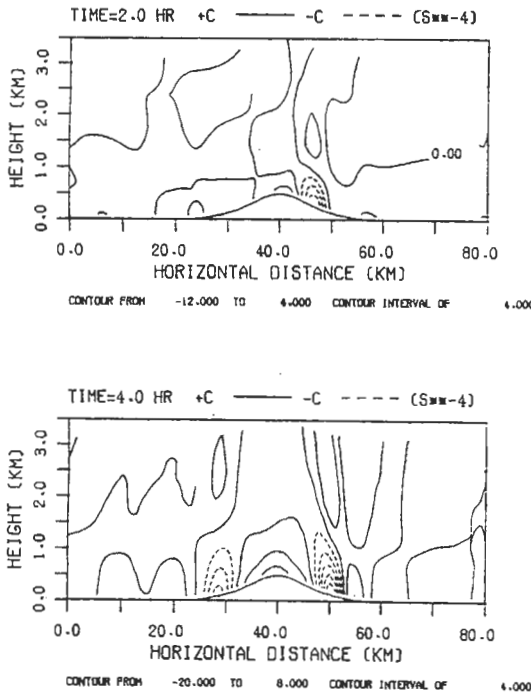 TIME=2.0 HR +C ——— -C ---- (S**-4)
HEIGHT (KM)
3.0
2.0
1.0
0.0
0.00
0.0 20.0 40.0 60.0 80.0
HORIZONTAL DISTANCE (KM)
CONTOUR FROM -12.000 TO 4.000 CONTOUR INTERVAL OF 4.000
TIME=4.0 HR +C ——— -C ---- (S**-4)
HEIGHT (KM)
3.0
2.0
1.0
0.0
0.0 20.0 40.0 60.0 80.0
HORIZONTAL DISTANCE (KM)
CONTOUR FROM -20.000 TO 8.000 CONTOUR INTERVAL OF 4.000